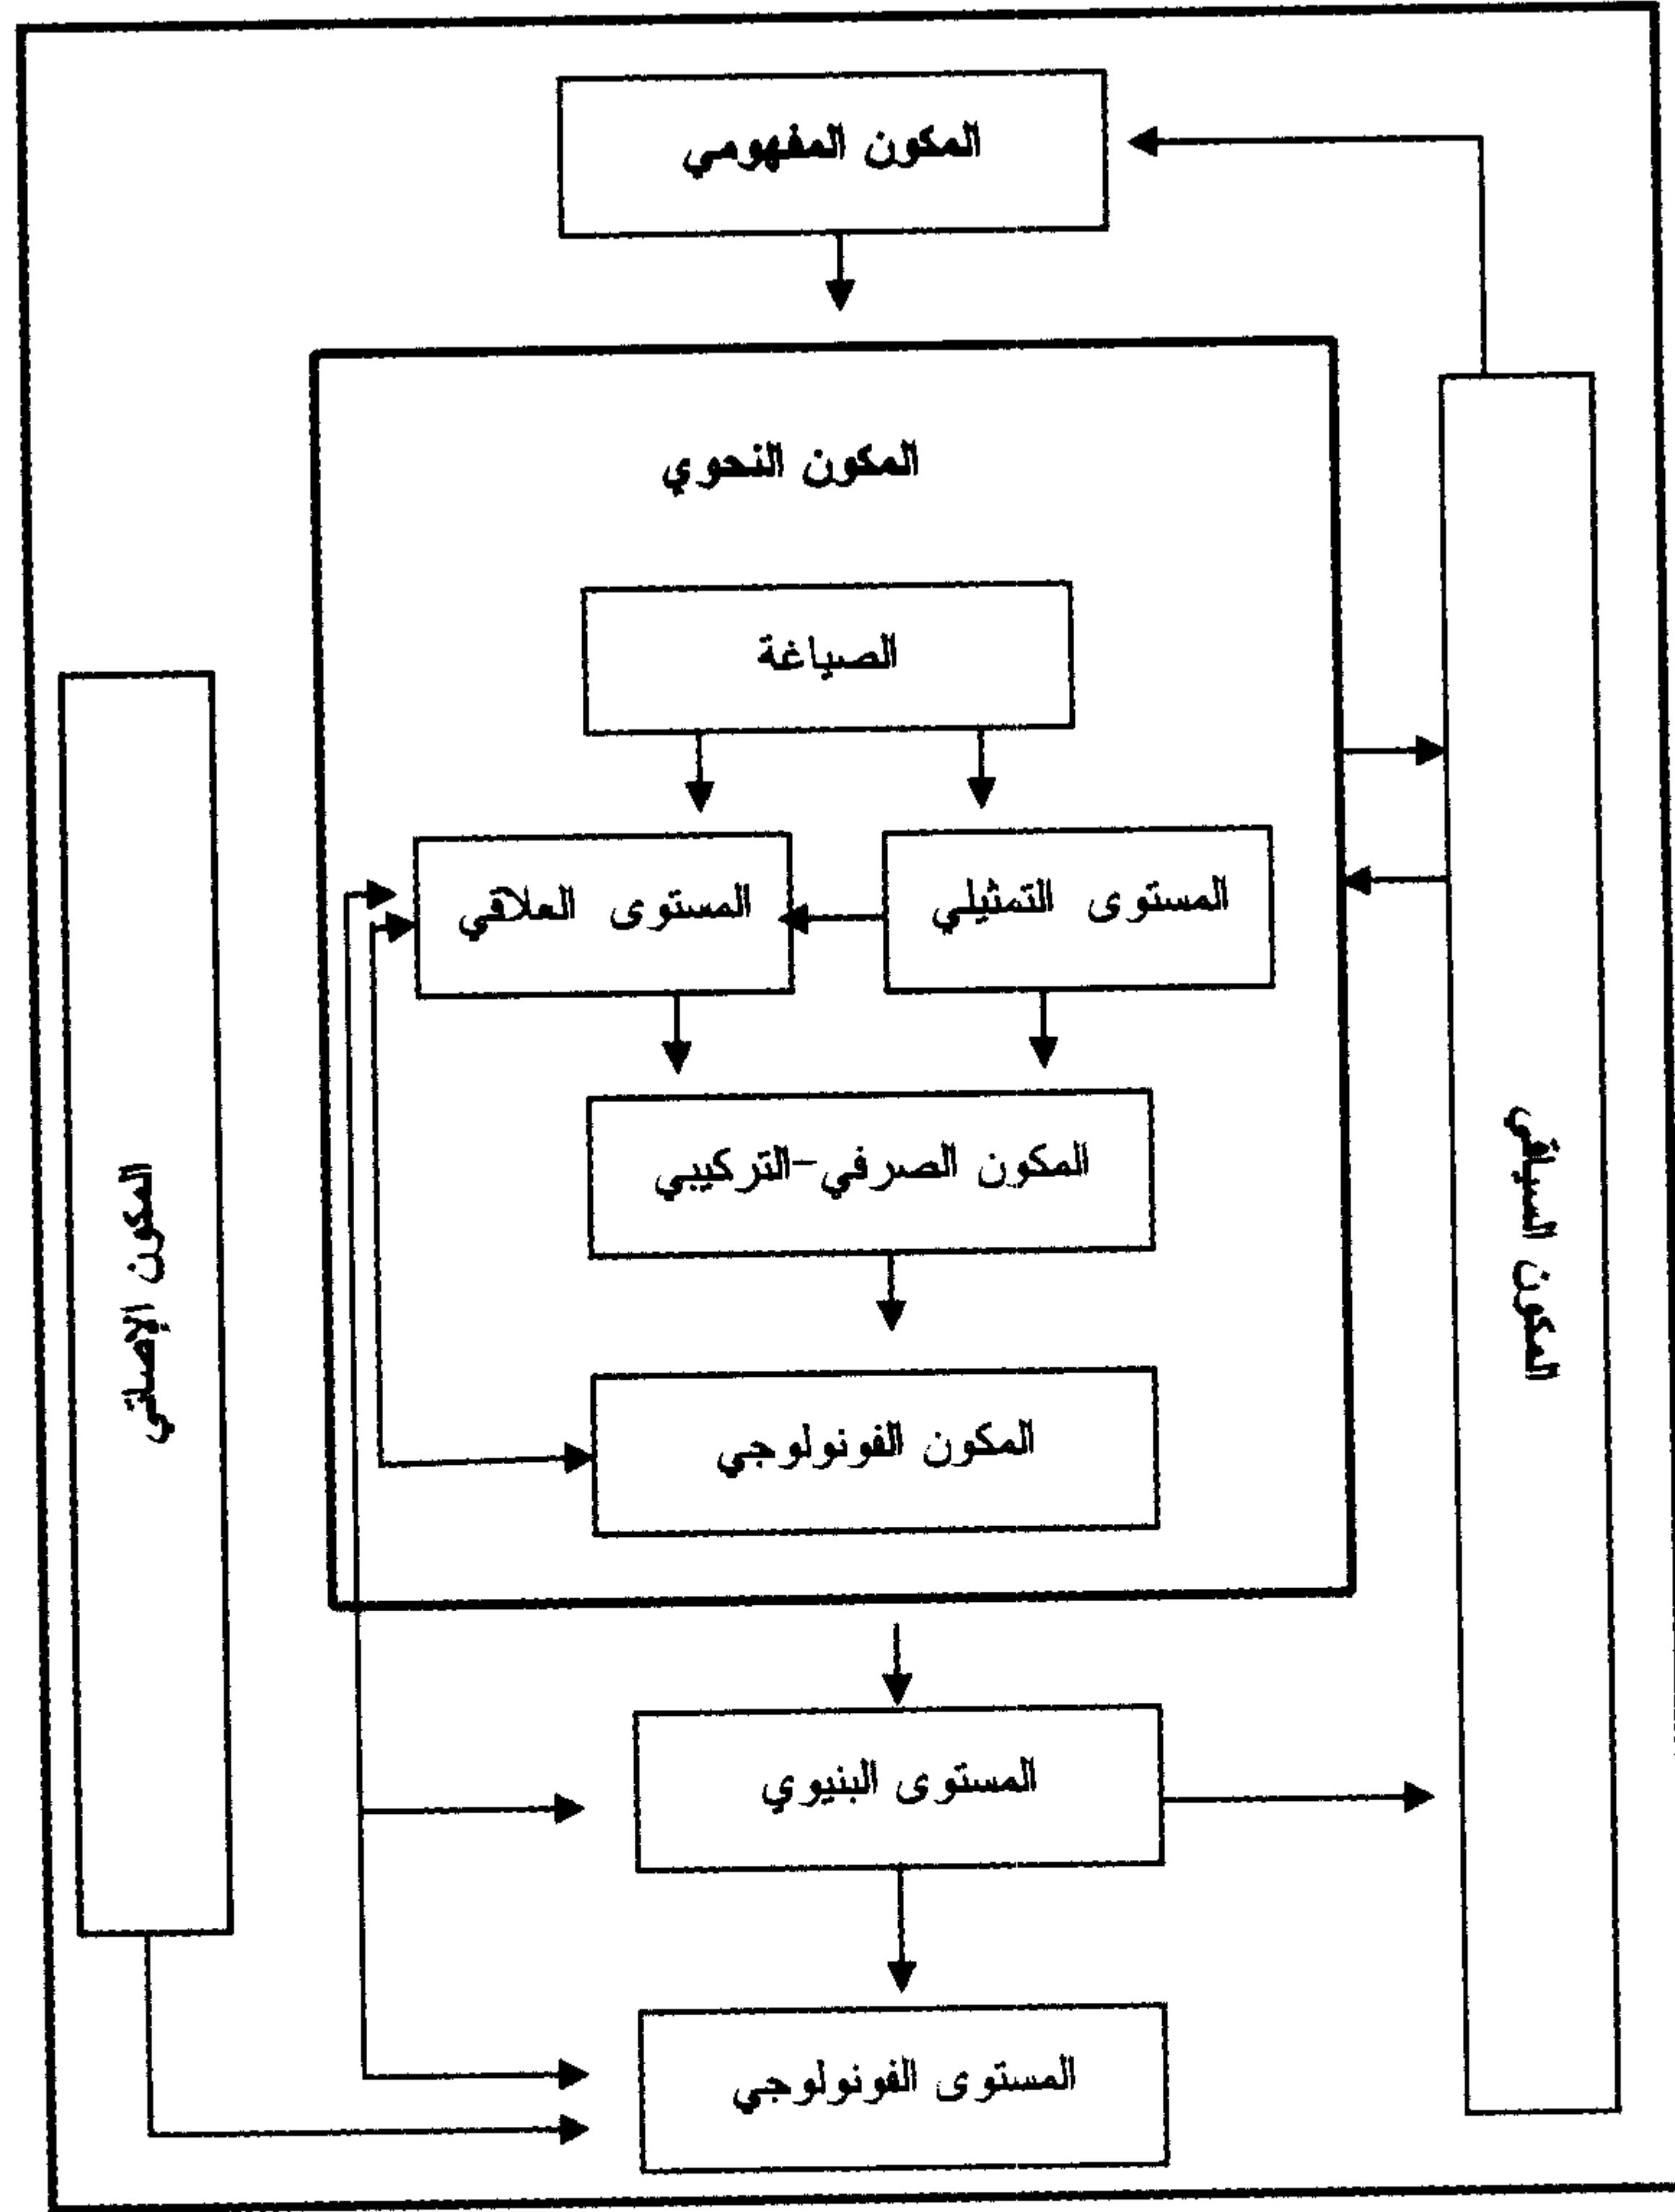 المكون المفهومي
المكون النحوي
الصياغة
المستوى التمثيلي
المستوى العلاقي
المكون الصرفي-التركيبي
المكون الفونولوجي
المستوى البنيوي
المستوى الفونولوجي
المكون السياقي
المكون الإصاتي